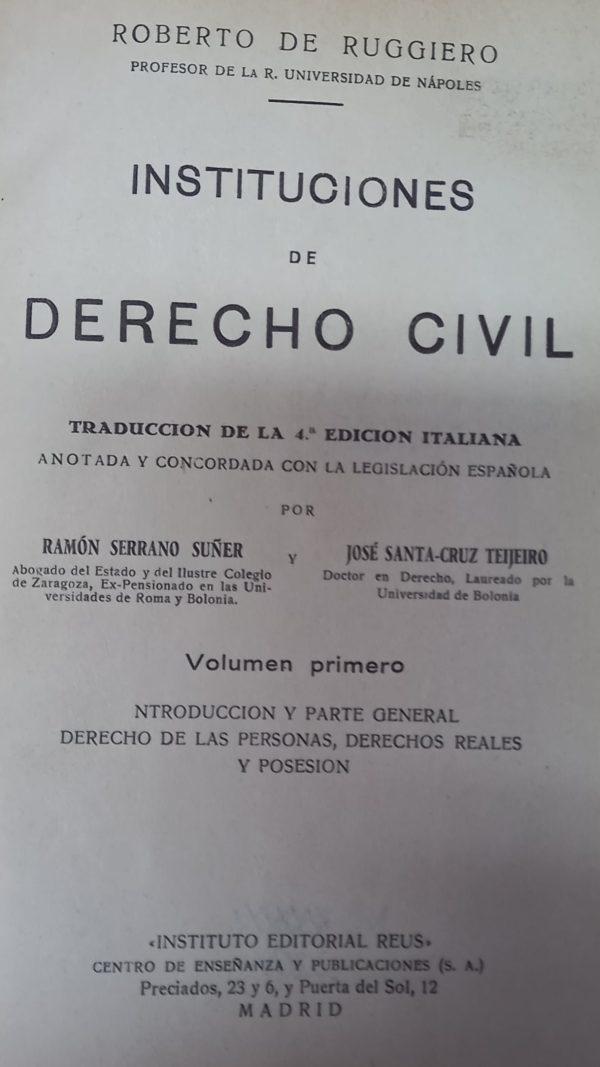 ROBERTO DE RUGGIERO
PROFESOR DE LA R. UNIVERSIDAD DE NÁPOLES
INSTITUCIONES
DE
DERECHO CIVIL
TRADUCCION DE LA 4.ª EDICION ITALIANA
ANOTADA Y CONCORDADA CON LA LEGISLACIÓN ESPAÑOLA
POR
RAMÓN SERRANO SUÑER
Abogado del Estado y del Ilustre Colegio
de Zaragoza, Ex-Pensionado en las Uni-
versidades de Roma y Bolonia.
Y
JOSÉ SANTA-CRUZ TEIJEIRO
Doctor en Derecho, Laureado por la
Universidad de Bolonia
Volumen primero
NTRODUCCION Y PARTE GENERAL
DERECHO DE LAS PERSONAS, DERECHOS REALES
Y POSESION
«INSTITUTO EDITORIAL REUS»
CENTRO DE ENSEÑANZA Y PUBLICACIONES (S. A.)
Preciados, 23 y 6, y Puerta del Sol, 12
MADRID